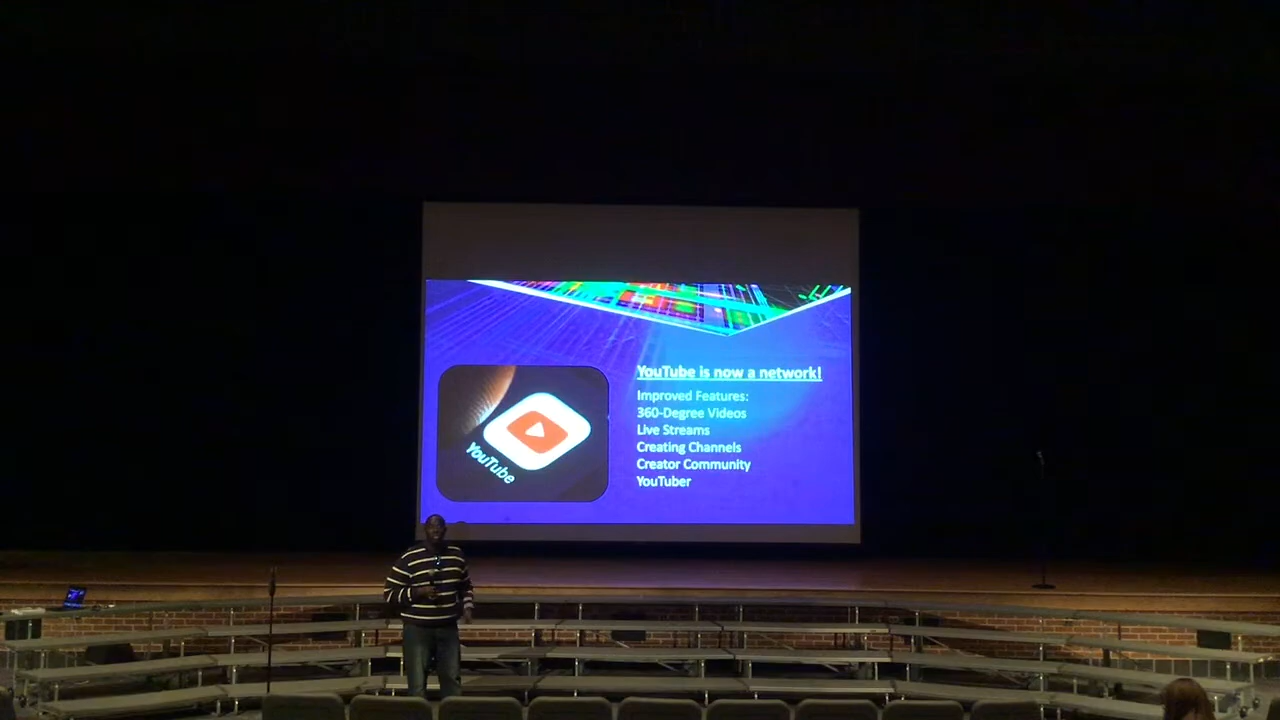 YouTube is now a network!
Improved Features:
360-Degree Videos
Live Streams
Creating Channels
Creator Community
YouTuber
YouTube